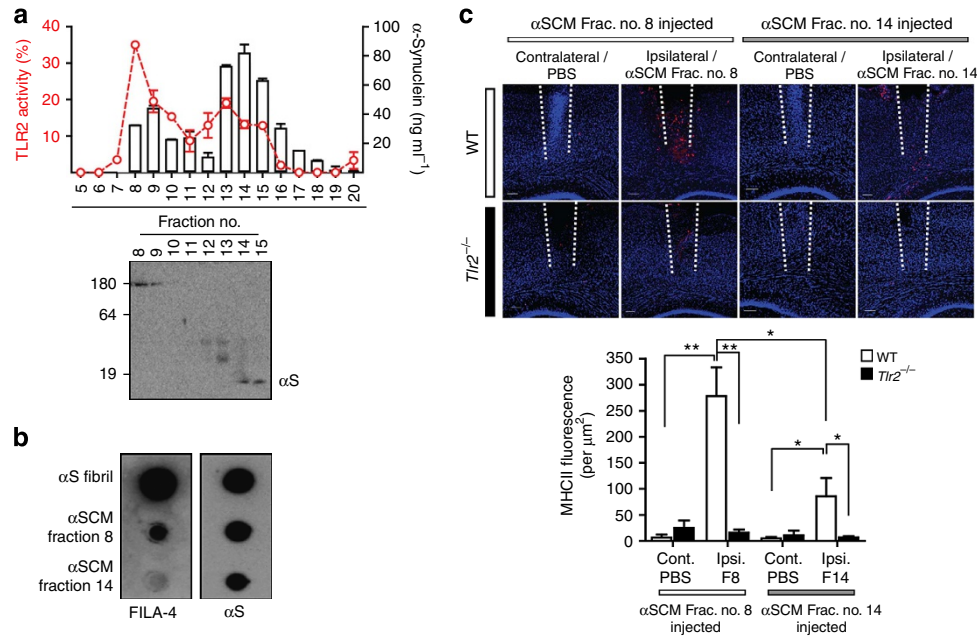 a
TLR2 activity (%)
40
30
20
10
α-Synuclein (ng ml⁻¹)
100
80
60
40
20
5 6 7 8 9 10 11 12 13 14 15 16 17 18 19 20
Fraction no.
8 9 10 11 12 13 14 15
180
64
19
αS
b
αS fibril
αSCM
fraction 8
αSCM
fraction 14
FILA-4 αS
c
αSCM Frac. no. 8 injected αSCM Frac. no. 14 injected
Contralateral / Ipsilateral / Contralateral / Ipsilateral /
PBS αSCM Frac. no. 8 PBS αSCM Frac. no. 14
WT
Tlr2⁻/⁻
MHCII fluorescence
(per μm²)
350
300
250
200
150
100
50
0
** ** * * *
WT
Tlr2⁻/⁻
Cont. Ipsi. Cont. Ipsi.
PBS F8 PBS F14
αSCM Frac. no. 8 αSCM Frac. no. 14
injected injected